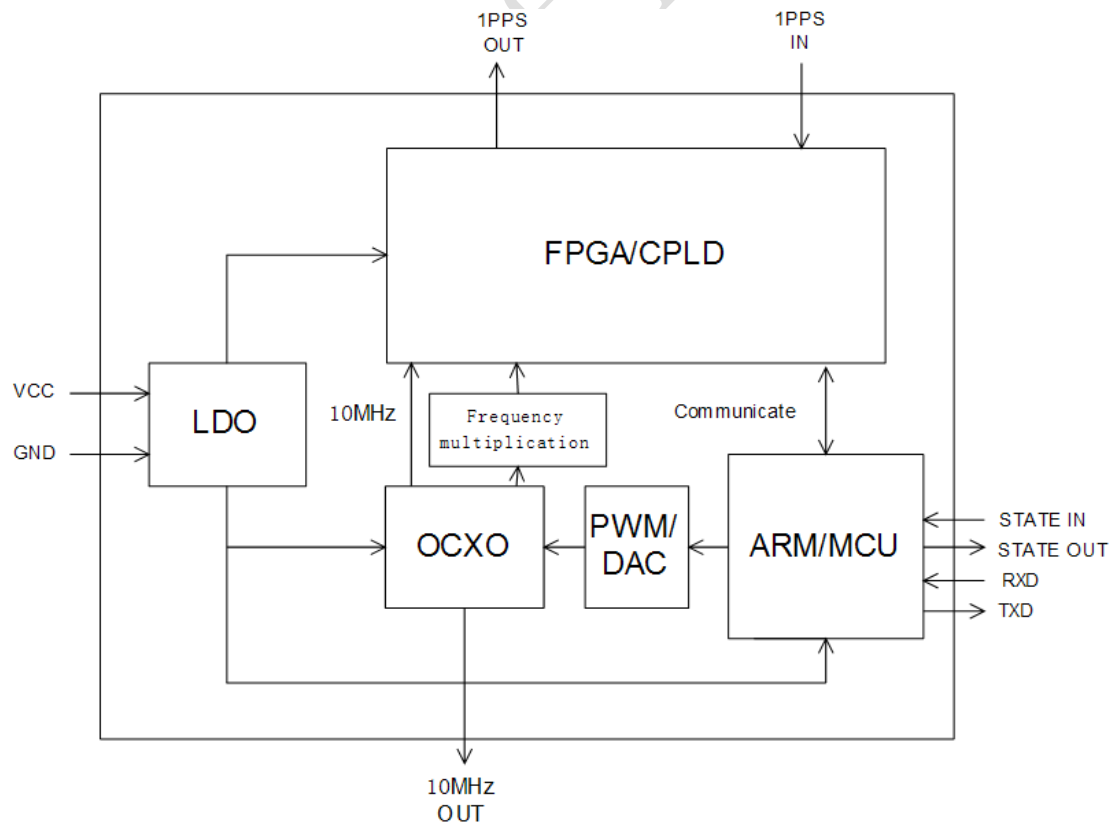 1PPS
OUT
1PPS
IN
FPGA/CPLD
VCC
GND
LDO
10MHz
Frequency
multiplication
Communicate
OCXO
PWM/
DAC
ARM/MCU
STATE IN
STATE OUT
RXD
TXD
10MHz
OUT